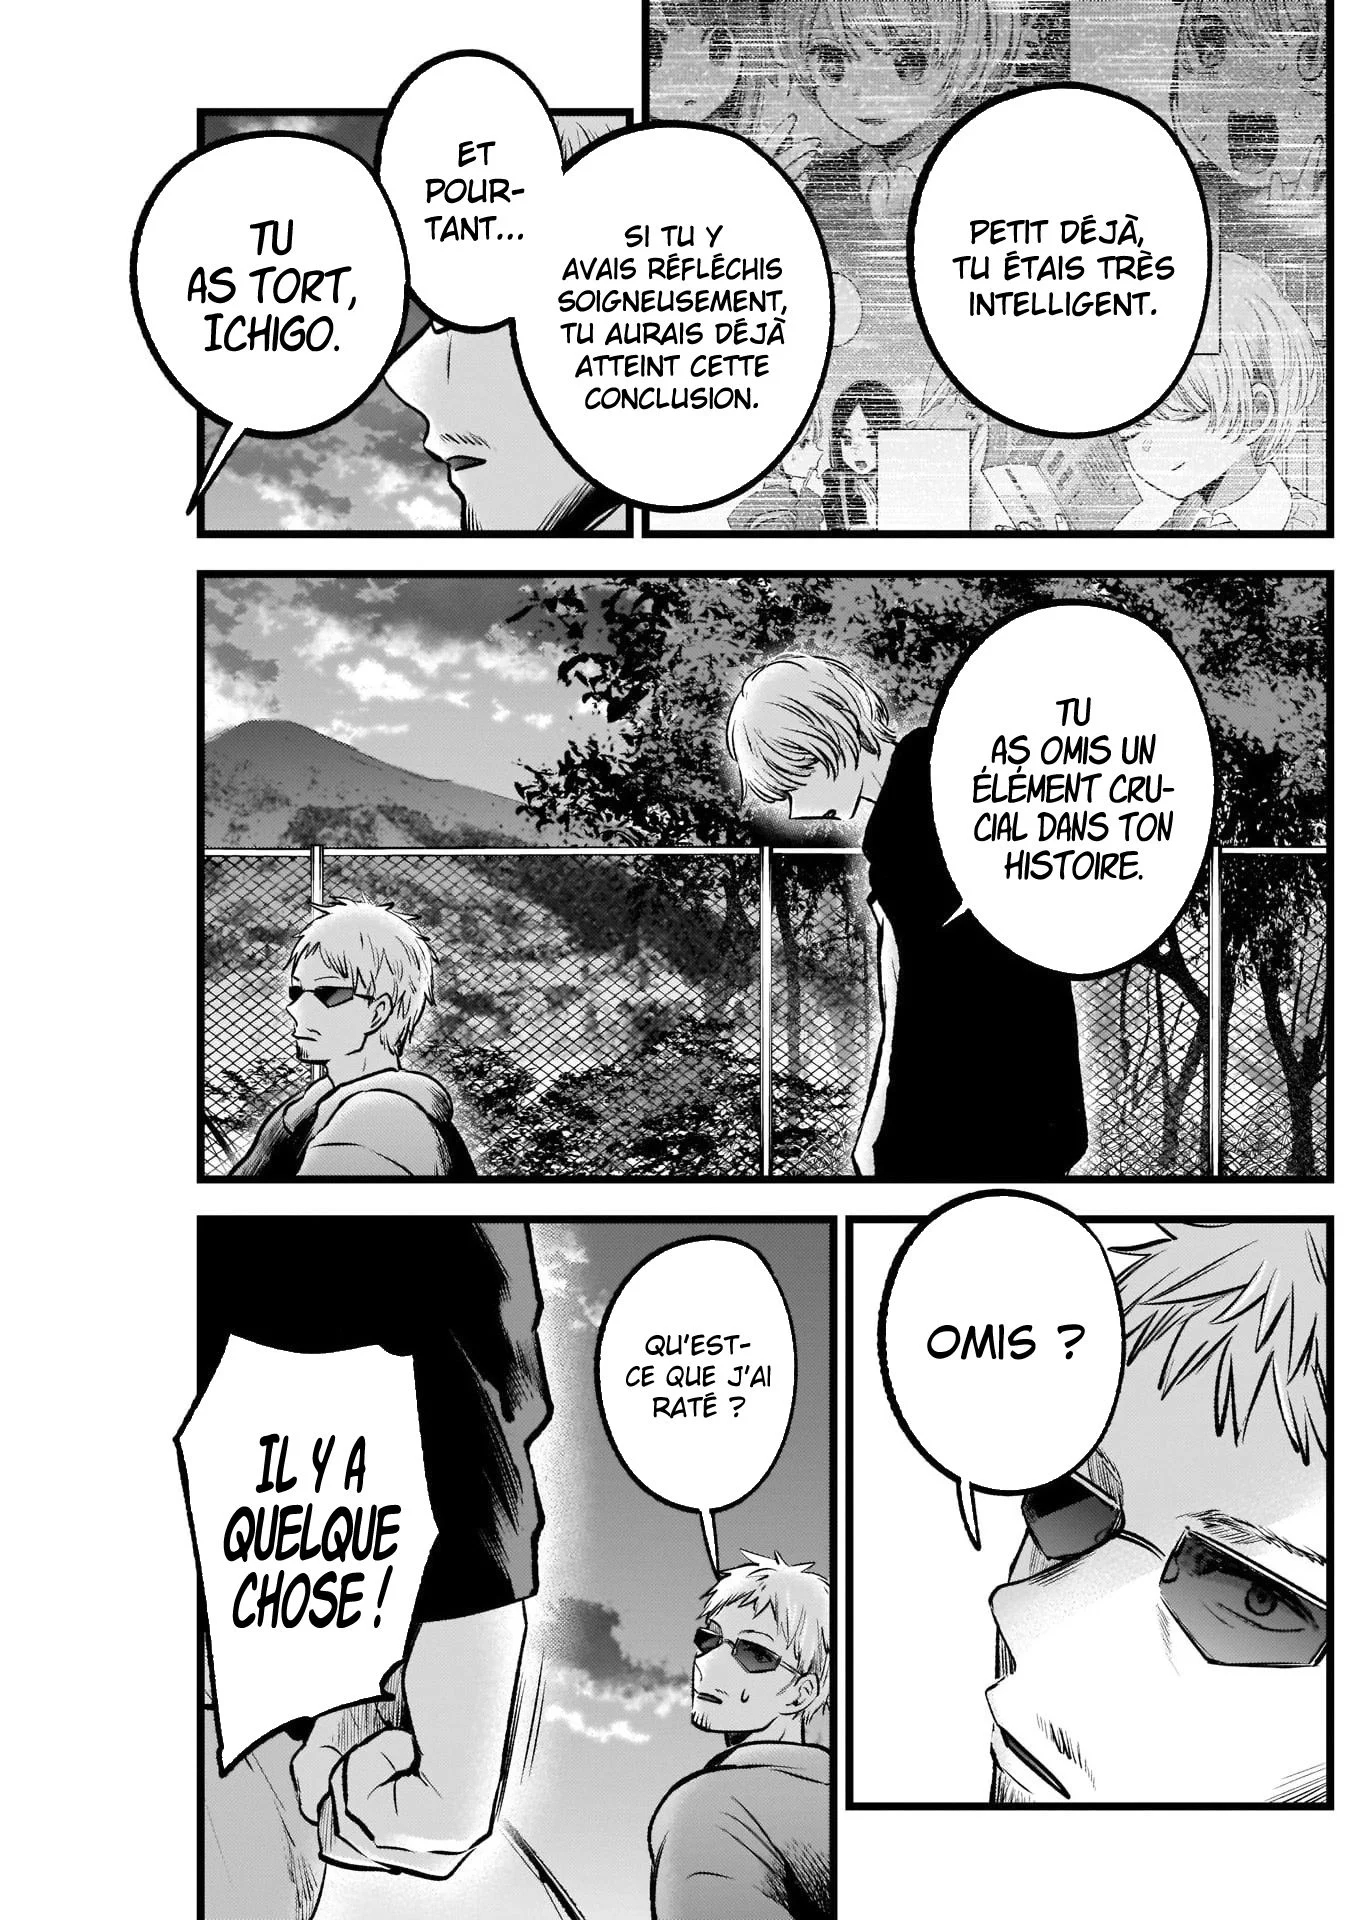 PETIT DÉJÀ,
TU ÉTAIS TRÈS
INTELLIGENT.
SI TU Y
AVAIS RÉFLÉCHIS
SOIGNEUSEMENT,
TU AURAIS DÉJÀ
ATTEINT CETTE
CONCLUSION.
ET
POUR-
TANT...
TU
AS TORT,
ICHIGO.
TU
AS OMIS UN
ÉLÉMENT CRU-
CIAL DANS TON
HISTOIRE.
OMIS ?
QU'EST-
CE QUE J'AI
RATÉ ?
IL Y A
QUELQUE
CHOSE !